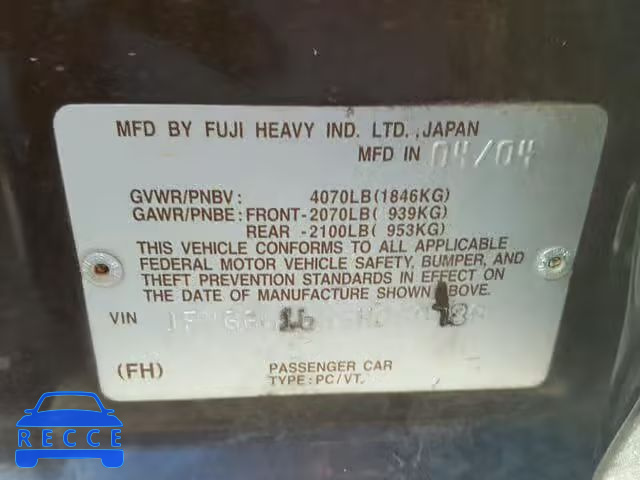 MFD BY FUJI HEAVY IND. LTD.,JAPAN
MFD IN 04/04
GVWR/PNBV: 4070LB(1846KG)
GAWR/PNBE: FRONT-2070LB( 939KG)
REAR -2100LB( 953KG)
THIS VEHICLE CONFORMS TO ALL APPLICABLE
FEDERAL MOTOR VEHICLE SAFETY, BUMPER, AND
THEFT PREVENTION STANDARDS IN EFFECT ON
THE DATE OF MANUFACTURE SHOWN ABOVE.
VIN
(FH) PASSENGER CAR
TYPE: PC/VT.
RECCE